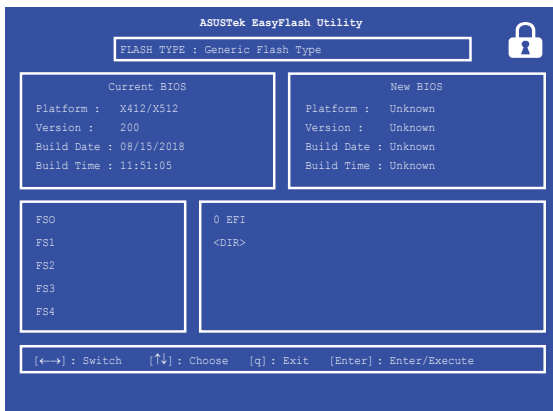 ASUSTek EasyFlash Utility
FLASH TYPE : Generic Flash Type
Current BIOS
Platform : X412/X512
Version : 200
Build Date : 08/15/2018
Build Time : 11:51:05
New BIOS
Platform : Unknown
Version : Unknown
Build Date : Unknown
Build Time : Unknown
FS0
FS1
FS2
FS3
FS4
0 EFI
<DIR>
[←→] : Switch [↑↓] : Choose [q] : Exit [Enter] : Enter/Execute